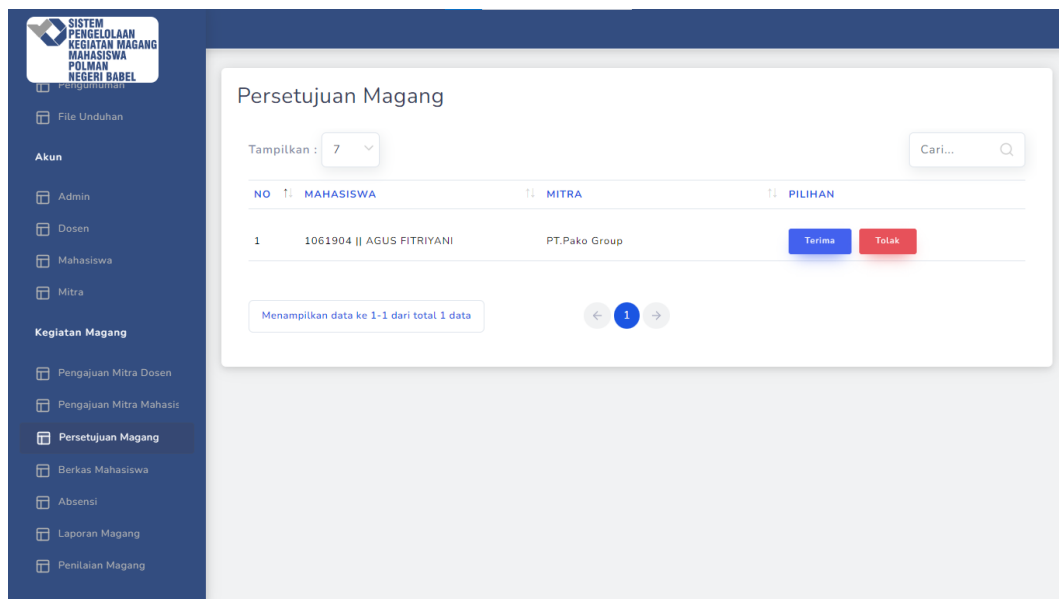 SISTEM
PENGELOLAAN
KEGIATAN MAGANG
MAHASISWA
POLMAN
NEGERI BABEL
Pengumuman
File Unduhan
Akun
Admin
Dosen
Mahasiswa
Mitra
Kegiatan Magang
Pengajuan Mitra Dosen
Pengajuan Mitra Mahasis
Persetujuan Magang
Berkas Mahasiswa
Absensi
Laporan Magang
Penilaian Magang
Persetujuan Magang
Tampilkan : 7
Cari...
NO MAHASISWA MITRA PILIHAN
1 1061904 || AGUS FITRIYANI PT.Pako Group Terima Tolak
Menampilkan data ke 1-1 dari total 1 data
← 1 →